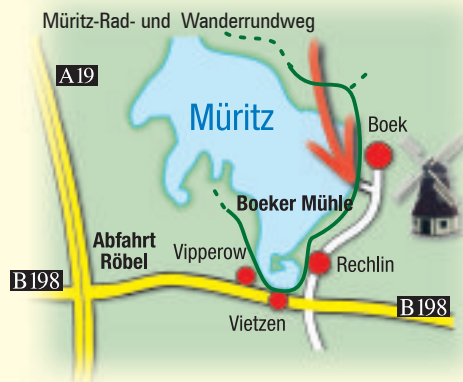 Müritz-Rad- und Wanderrundweg
A19
Müritz
Boek
Boeker Mühle
Abfahrt
Röbel
Vipperow
Rechlin
B198
B198
Vietzen